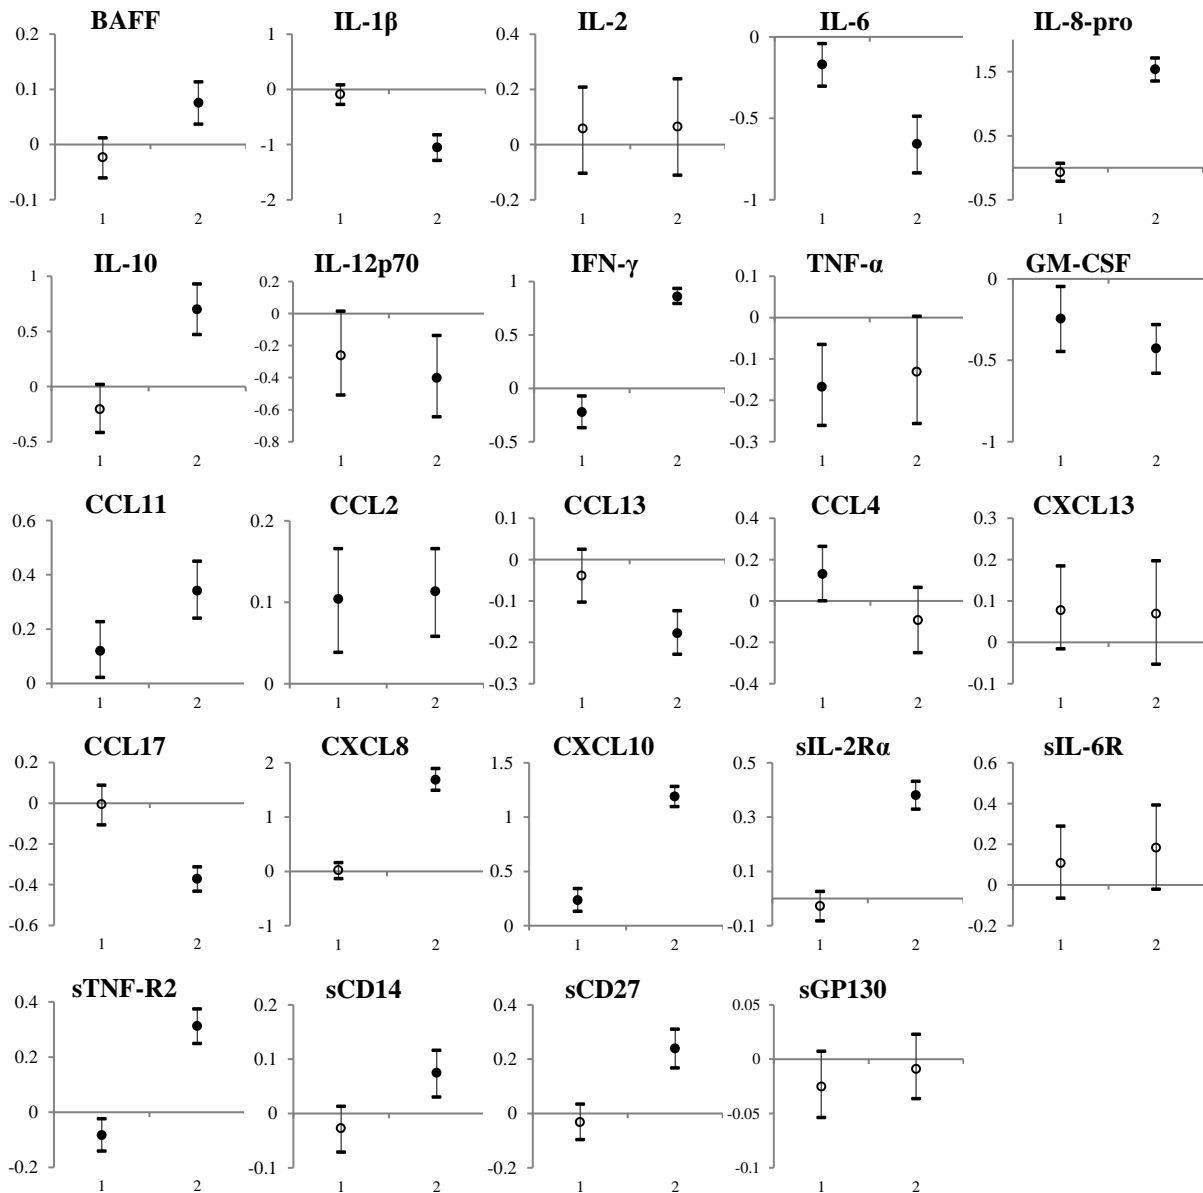 BAFF IL-1β IL-2 IL-6 IL-8-pro
0.2 1 0.4 0 1.5
0.1 0 0.2 -0.5 0.5
0 -1 0 -1 -0.5
-0.1 -2 0.2
1 2 1 2 1 2 1 2 1 2
IL-10 IL-12p70 IFN-γ TNF-α GM-CSF
1 0.2 1 0.1 0
0.5 0 0.5 0 -0.5
0 -0.2 0 -0.1 -1
-0.5 -0.4 -0.5 -0.2
-0.6 -0.3
-0.8
1 2 1 2 1 2 1 2 1 2
CCL11 CCL2 CCL13 CCL4 CXCL13
0.6 0.2 0.1 0.4 0.3
0.4 0.1 0 0.2 0.2
0.2 0 -0.1 0 0.1
0 -0.2 -0.2 0
-0.3 -0.4 -0.1
1 2 1 2 1 2 1 2 1 2
CCL17 CXCL8 CXCL10 sIL-2Rα sIL-6R
0.2 2 1.5 0.5 0.6
0 1 1 0.3 0.4
-0.2 0 0.5 0.1 0.2
-0.4 -1 0 -0.1 0
-0.6 -0.2
1 2 1 2 1 2 1 2 1 2
sTNF-R2 sCD14 sCD27 sGP130
0.4 0.2 0.4 0.05
0.2 0.1 0.2 0
0 0 0 -0.05
-0.2 -0.1 -0.2 -0.1
1 2 1 2 1 2 1 2